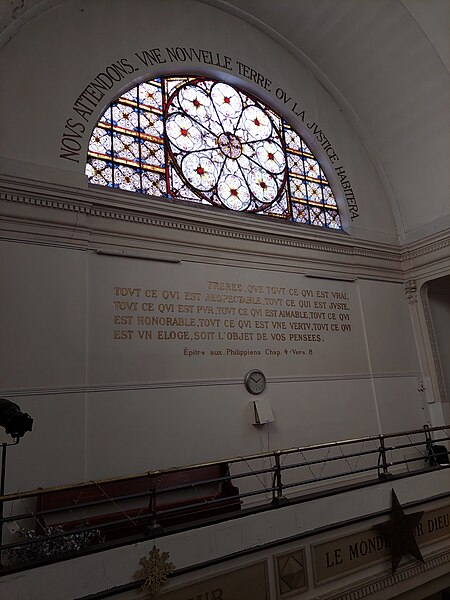 NOVS ATTENDONS VNE NOVVELLE TERRE OV LA JVSTICE HABITERA
FRERES, QVE TOVT CE QVI EST VRAI,
TOVT CE QVI EST RESPECTABLE, TOVT CE QUI EST JVSTE,
TOVT CE QVI EST PVR, TOVT CE QVI EST AIMABLE, TOVT CE QVI
EST HONORABLE, TOVT CE QVI EST VNE VERTV, TOVT CE QVI
EST VN ELOGE, SOIT L'OBJET DE VOS PENSEES.
Épitre aux Philippiens Chap. 4 - Vers. 8
LE MONDE DIEU